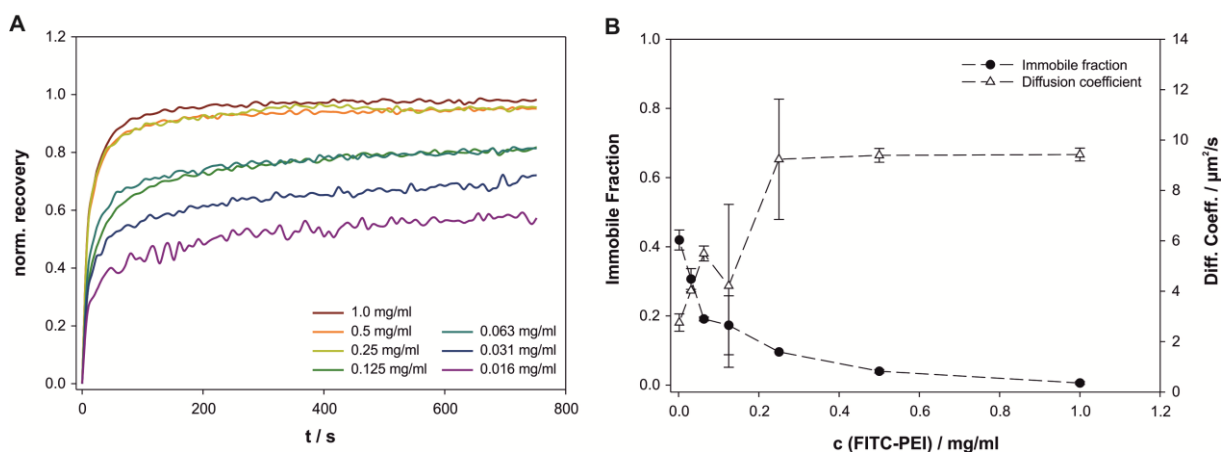 A
norm. recovery
1.2
1.0
0.8
0.6
0.4
0.2
0.0
1.0 mg/ml
0.5 mg/ml
0.25 mg/ml
0.125 mg/ml
0.063 mg/ml
0.031 mg/ml
0.016 mg/ml
0
200
400
600
800
t / s
B
Immobile Fraction
1.0
0.8
0.6
0.4
0.2
0.0
Immobile fraction
Diffusion coefficient
14
12
10
8
6
4
2
0
Diff. Coeff. / µm²/s
0.0
0.2
0.4
0.6
0.8
1.0
1.2
c (FITC-PEI) / mg/ml